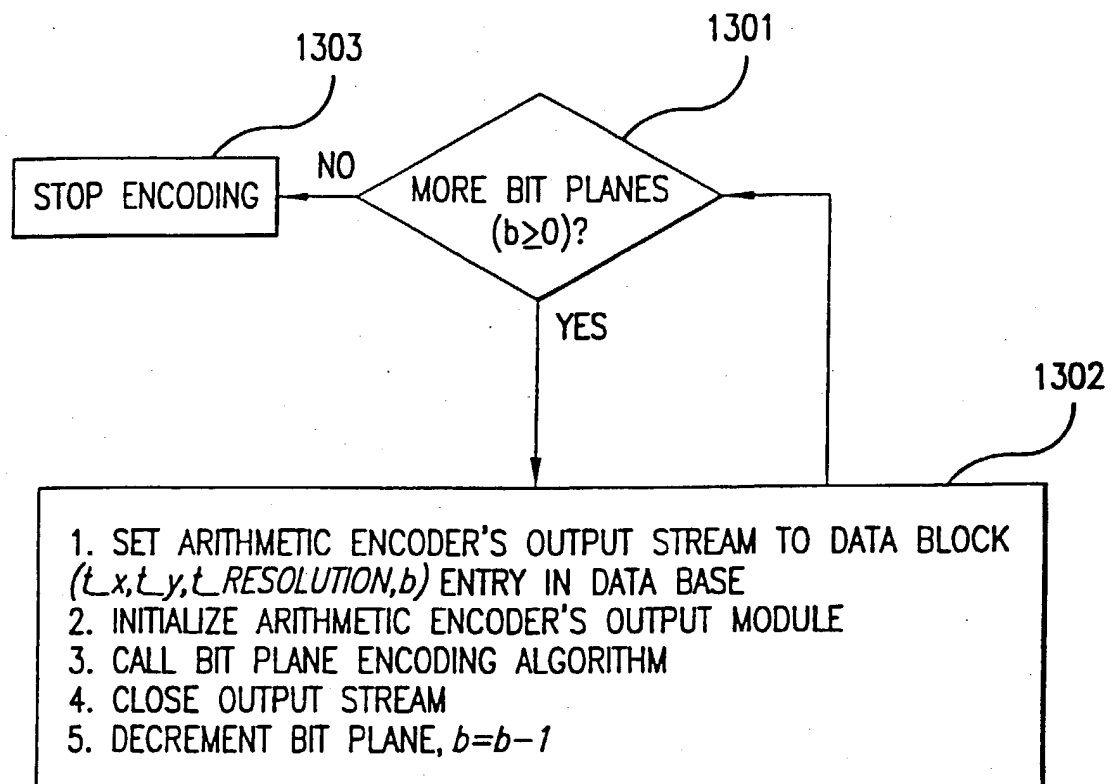 1303
1301
NO
STOP ENCODING
MORE BIT PLANES
(b≥0)?
YES
1302
1. SET ARITHMETIC ENCODER'S OUTPUT STREAM TO DATA BLOCK
(t_x,t_y,t_RESOLUTION,b) ENTRY IN DATA BASE
2. INITIALIZE ARITHMETIC ENCODER'S OUTPUT MODULE
3. CALL BIT PLANE ENCODING ALGORITHM
4. CLOSE OUTPUT STREAM
5. DECREMENT BIT PLANE, b=b-1